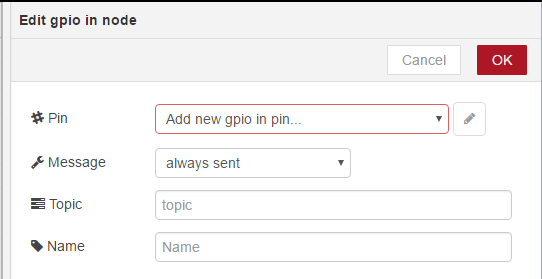 Edit gpio in node
Cancel OK
Pin Add new gpio in pin...
Message always sent
Topic topic
Name Name